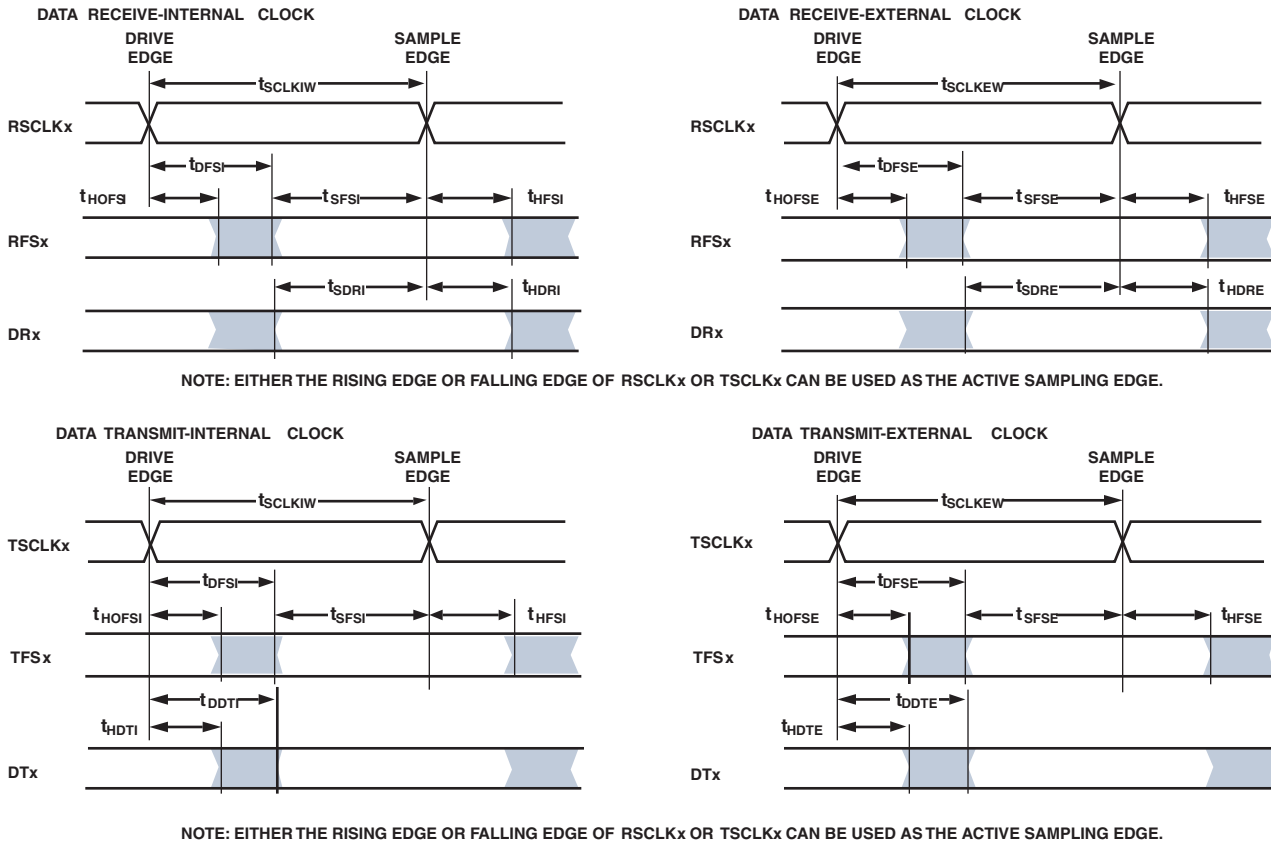 DATA RECEIVE-INTERNAL CLOCK
DRIVE EDGE
SAMPLE EDGE
tSCLKIW
RSCLKx
tDFSI
tHOFSI
tSFSI
tHFSI
RFSx
tSDRI
tHDRI
DRx
DATA RECEIVE-EXTERNAL CLOCK
DRIVE EDGE
SAMPLE EDGE
tSCLKEW
RSCLKx
tDFSE
tHOFSE
tSFSE
tHFSE
RFSx
tSDRE
tHDRE
DRx
NOTE: EITHER THE RISING EDGE OR FALLING EDGE OF RSCLKx OR TSCLKx CAN BE USED AS THE ACTIVE SAMPLING EDGE.
DATA TRANSMIT-INTERNAL CLOCK
DRIVE EDGE
SAMPLE EDGE
tSCLKIW
TSCLKx
tDFSI
tHOFSI
tSFSI
tHFSI
TFSx
tDDTI
tHDTI
DTx
DATA TRANSMIT-EXTERNAL CLOCK
DRIVE EDGE
SAMPLE EDGE
tSCLKEW
TSCLKx
tDFSE
tHOFSE
tSFSE
tHFSE
TFSx
tDDTE
tHDTE
DTx
NOTE: EITHER THE RISING EDGE OR FALLING EDGE OF RSCLKx OR TSCLKx CAN BE USED AS THE ACTIVE SAMPLING EDGE.